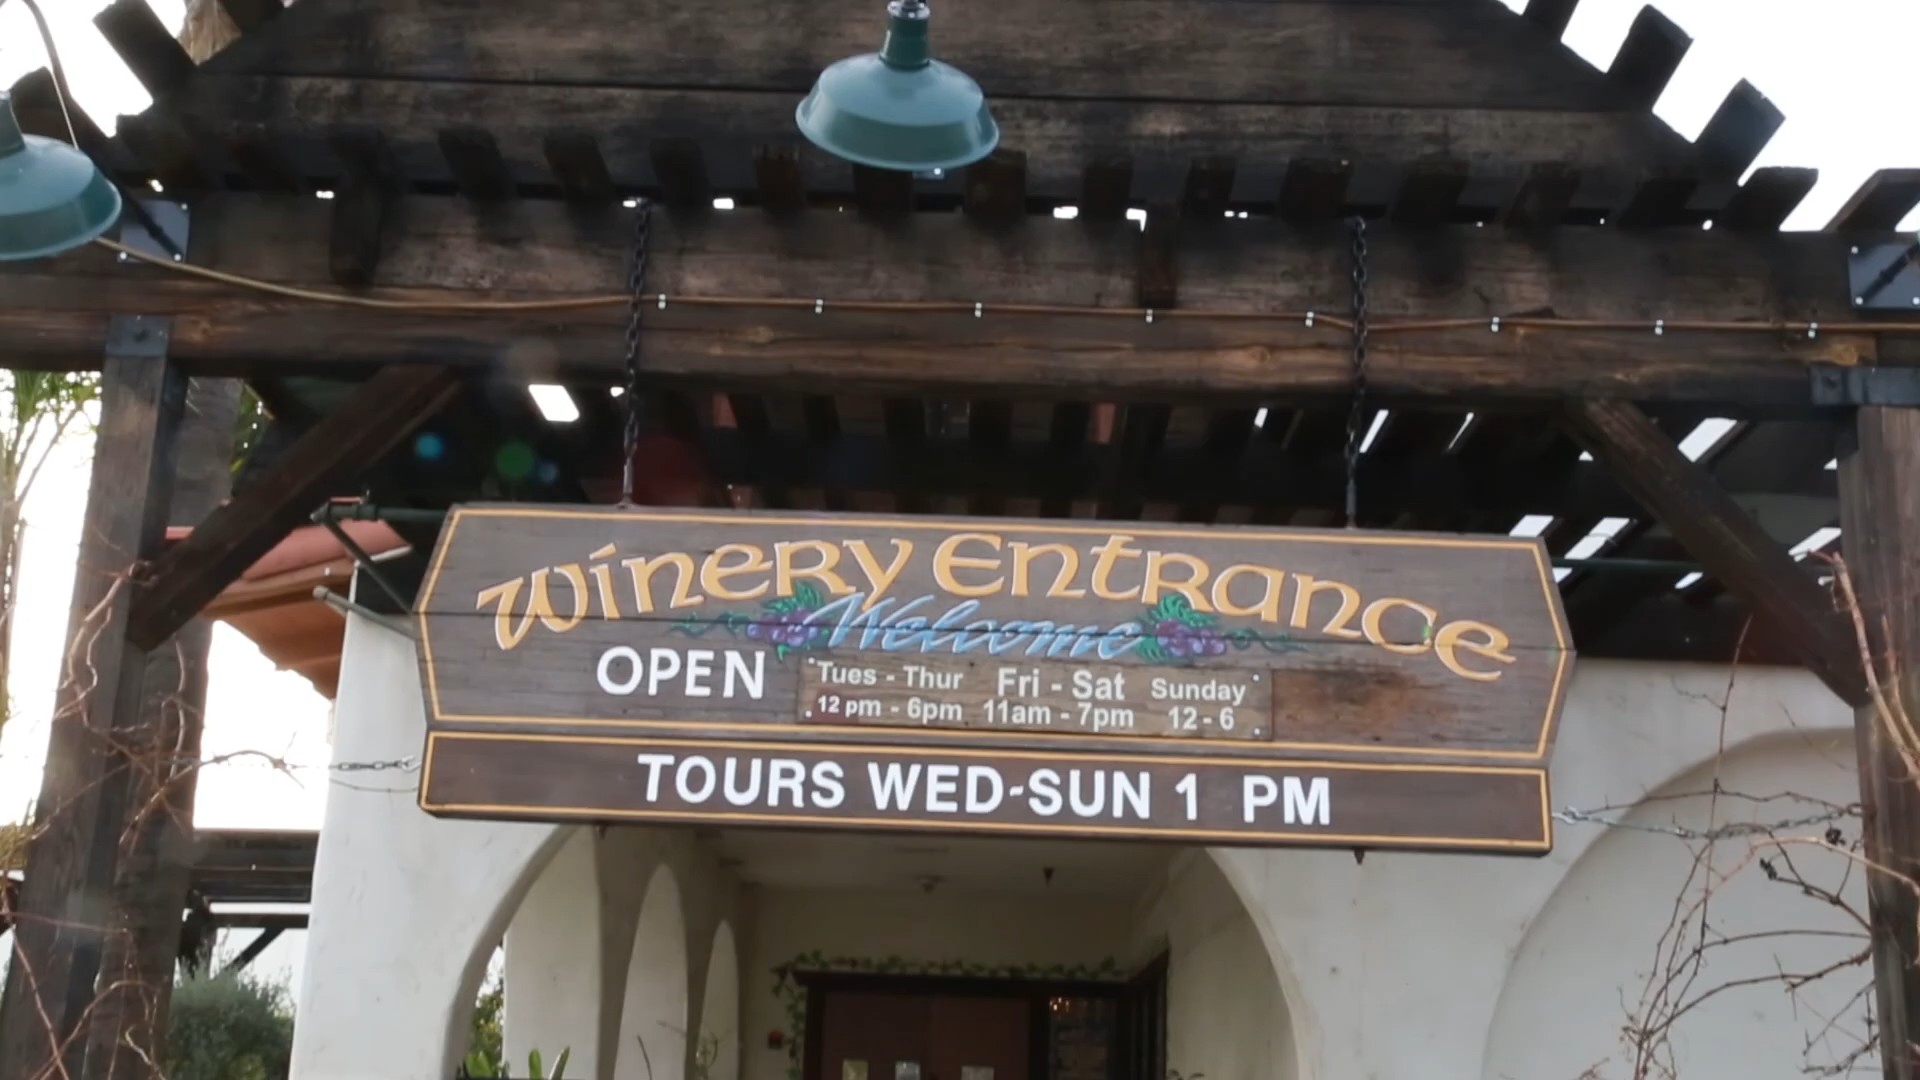 Winery Entrance
Welcome
OPEN
Tues - Thur Fri - Sat Sunday
12 pm - 6pm 11am - 7pm 12 - 6
TOURS WED-SUN 1 PM